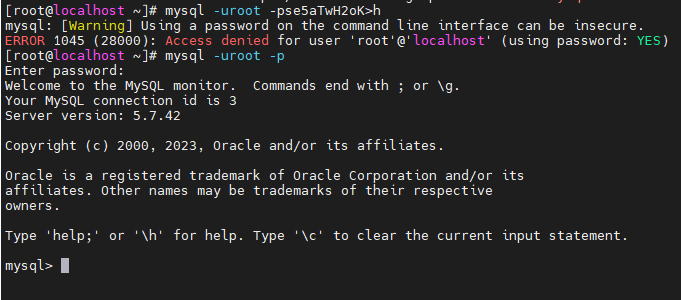 [root@localhost ~]# mysql -uroot -pse5aTwH2oK>h
mysql: [Warning] Using a password on the command line interface can be insecure.
ERROR 1045 (28000): Access denied for user 'root'@'localhost' (using password: YES)
[root@localhost ~]# mysql -uroot -p
Enter password:
Welcome to the MySQL monitor.  Commands end with ; or \g.
Your MySQL connection id is 3
Server version: 5.7.42
Copyright (c) 2000, 2023, Oracle and/or its affiliates.
Oracle is a registered trademark of Oracle Corporation and/or its
affiliates. Other names may be trademarks of their respective
owners.
Type 'help;' or '\h' for help. Type '\c' to clear the current input statement.
mysql>